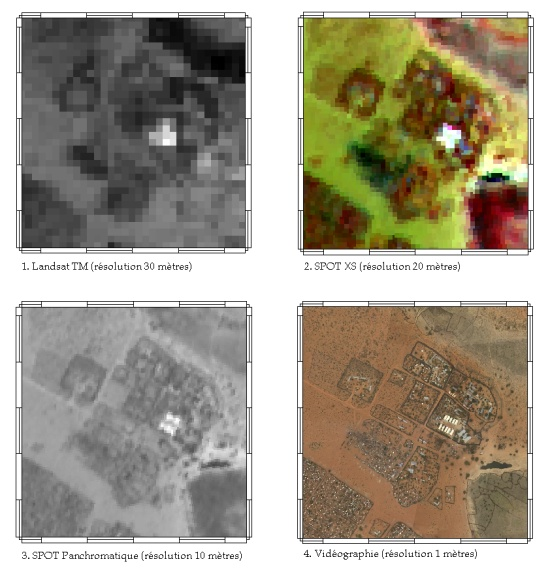 1. Landsat TM (résolution 30 mètres)
2. SPOT XS (résolution 20 mètres)
3. SPOT Panchromatique (résolution 10 mètres)
4. Vidéographie (résolution 1 mètres)